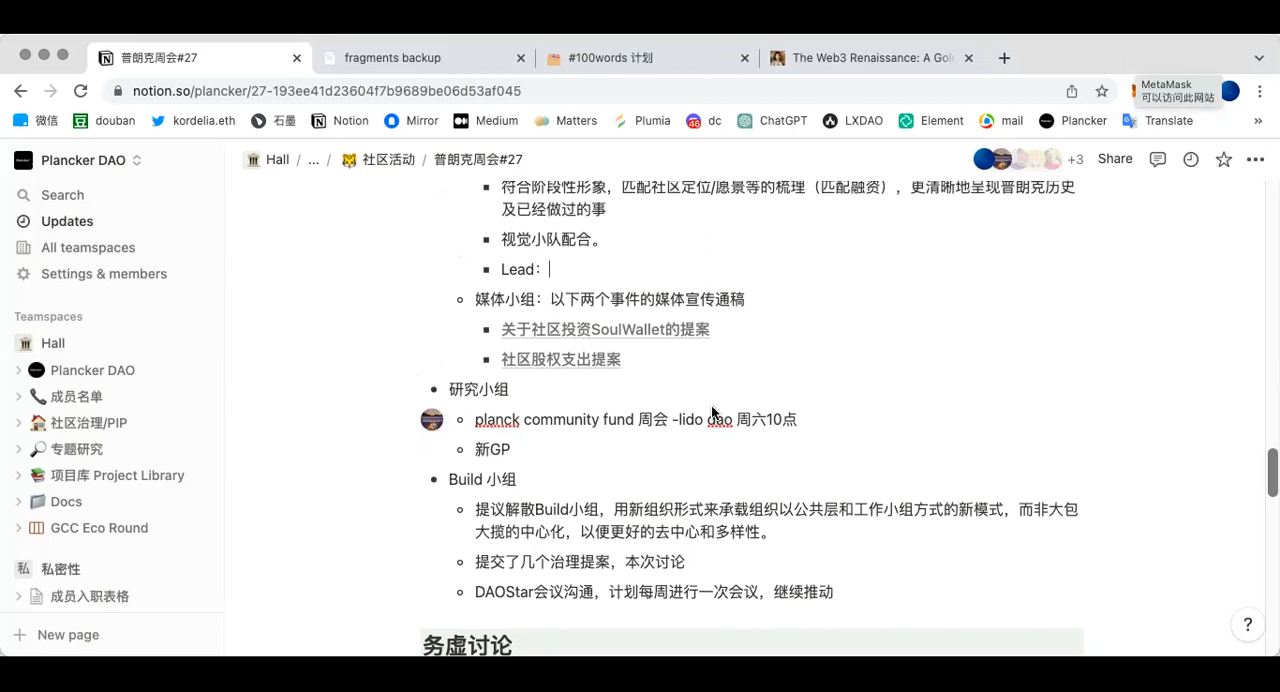 普朗克周会#27
fragments backup
#100words 计划
The Web3 Renaissance: A Gol
notion.so/plancker/27-193ee41d23604f7b9689be06d53af045
MetaMask
可以访问此网站
微信
douban
kordelia.eth
石墨
Notion
Mirror
Medium
Matters
Plumia
46
dc
ChatGPT
LXDAO
Element
mail
Plancker
Translate
»
Plancker DAO
Hall / ... / 社区活动 / 普朗克周会#27
+3
Share
Search
Updates
All teamspaces
Settings & members
Teamspaces
Hall
Plancker DAO
成员名单
社区治理/PIP
专题研究
项目库 Project Library
Docs
GCC Eco Round
私 私密性
成员入职表格
New page
符合阶段性形象，匹配社区定位/愿景等的梳理（匹配融资），更清晰地呈现普朗克历史
及已经做过的事
视觉小队配合。
Lead：
媒体小组：以下两个事件的媒体宣传通稿
关于社区投资SoulWallet的提案
社区股权支出提案
研究小组
planck community fund 周会 -lido dao 周六10点
新GP
Build 小组
提议解散Build小组，用新组织形式来承载组织以公共层和工作小组方式的新模式，而非大包
大揽的中心化，以便更好的去中心和多样性。
提交了几个治理提案，本次讨论
DAOStar会议沟通，计划每周进行一次会议，继续推动
务虚讨论
?